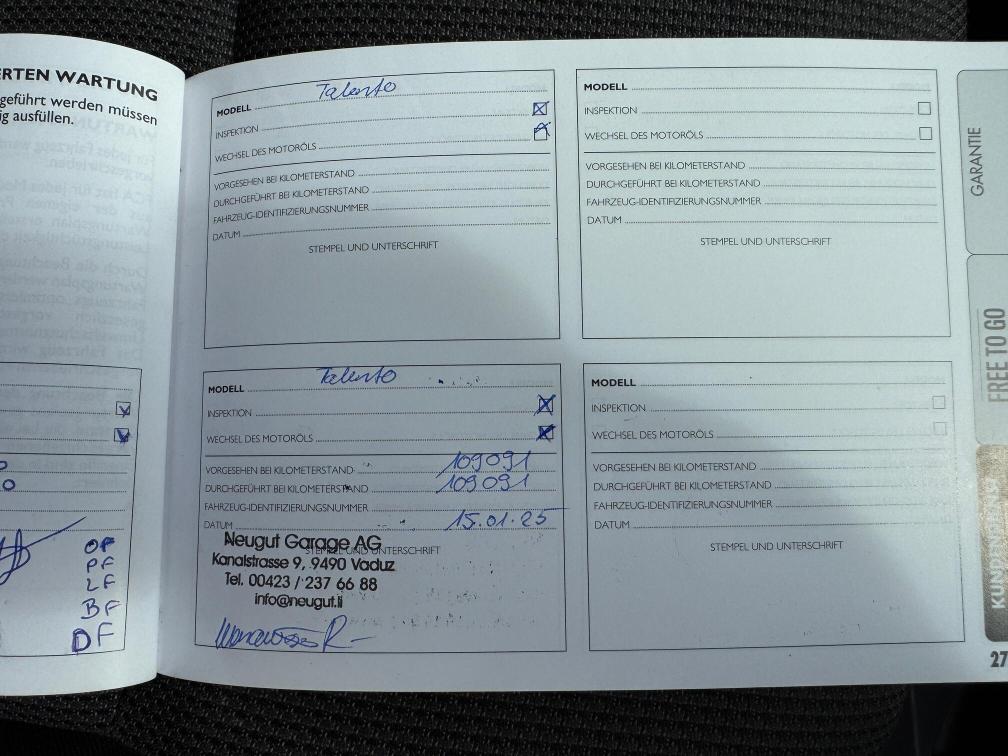 ERTEN WARTUNG
geführt werden müssen
ig ausfüllen.
OF
PF
LF
BF
DF
MODELL Talento
INSPEKTION
WECHSEL DES MOTORÖLS
VORGESEHEN BEI KILOMETERSTAND
DURCHGEFÜHRT BEI KILOMETERSTAND
FAHRZEUG-IDENTIFIZIERUNGSNUMMER
DATUM
STEMPEL UND UNTERSCHRIFT
MODELL
INSPEKTION
WECHSEL DES MOTORÖLS
VORGESEHEN BEI KILOMETERSTAND
DURCHGEFÜHRT BEI KILOMETERSTAND
FAHRZEUG-IDENTIFIZIERUNGSNUMMER
DATUM
STEMPEL UND UNTERSCHRIFT
MODELL Talento
INSPEKTION
WECHSEL DES MOTORÖLS
VORGESEHEN BEI KILOMETERSTAND 109091
DURCHGEFÜHRT BEI KILOMETERSTAND 109091
FAHRZEUG-IDENTIFIZIERUNGSNUMMER
DATUM 15.01.25
STEMPEL UND UNTERSCHRIFT
Neugut Garage AG
Kanalstrasse 9, 9490 Vaduz
Tel. 00423 / 237 66 88
info@neugut.li
MODELL
INSPEKTION
WECHSEL DES MOTORÖLS
VORGESEHEN BEI KILOMETERSTAND
DURCHGEFÜHRT BEI KILOMETERSTAND
FAHRZEUG-IDENTIFIZIERUNGSNUMMER
DATUM
STEMPEL UND UNTERSCHRIFT
GARANTIE
FREE TO GO
27